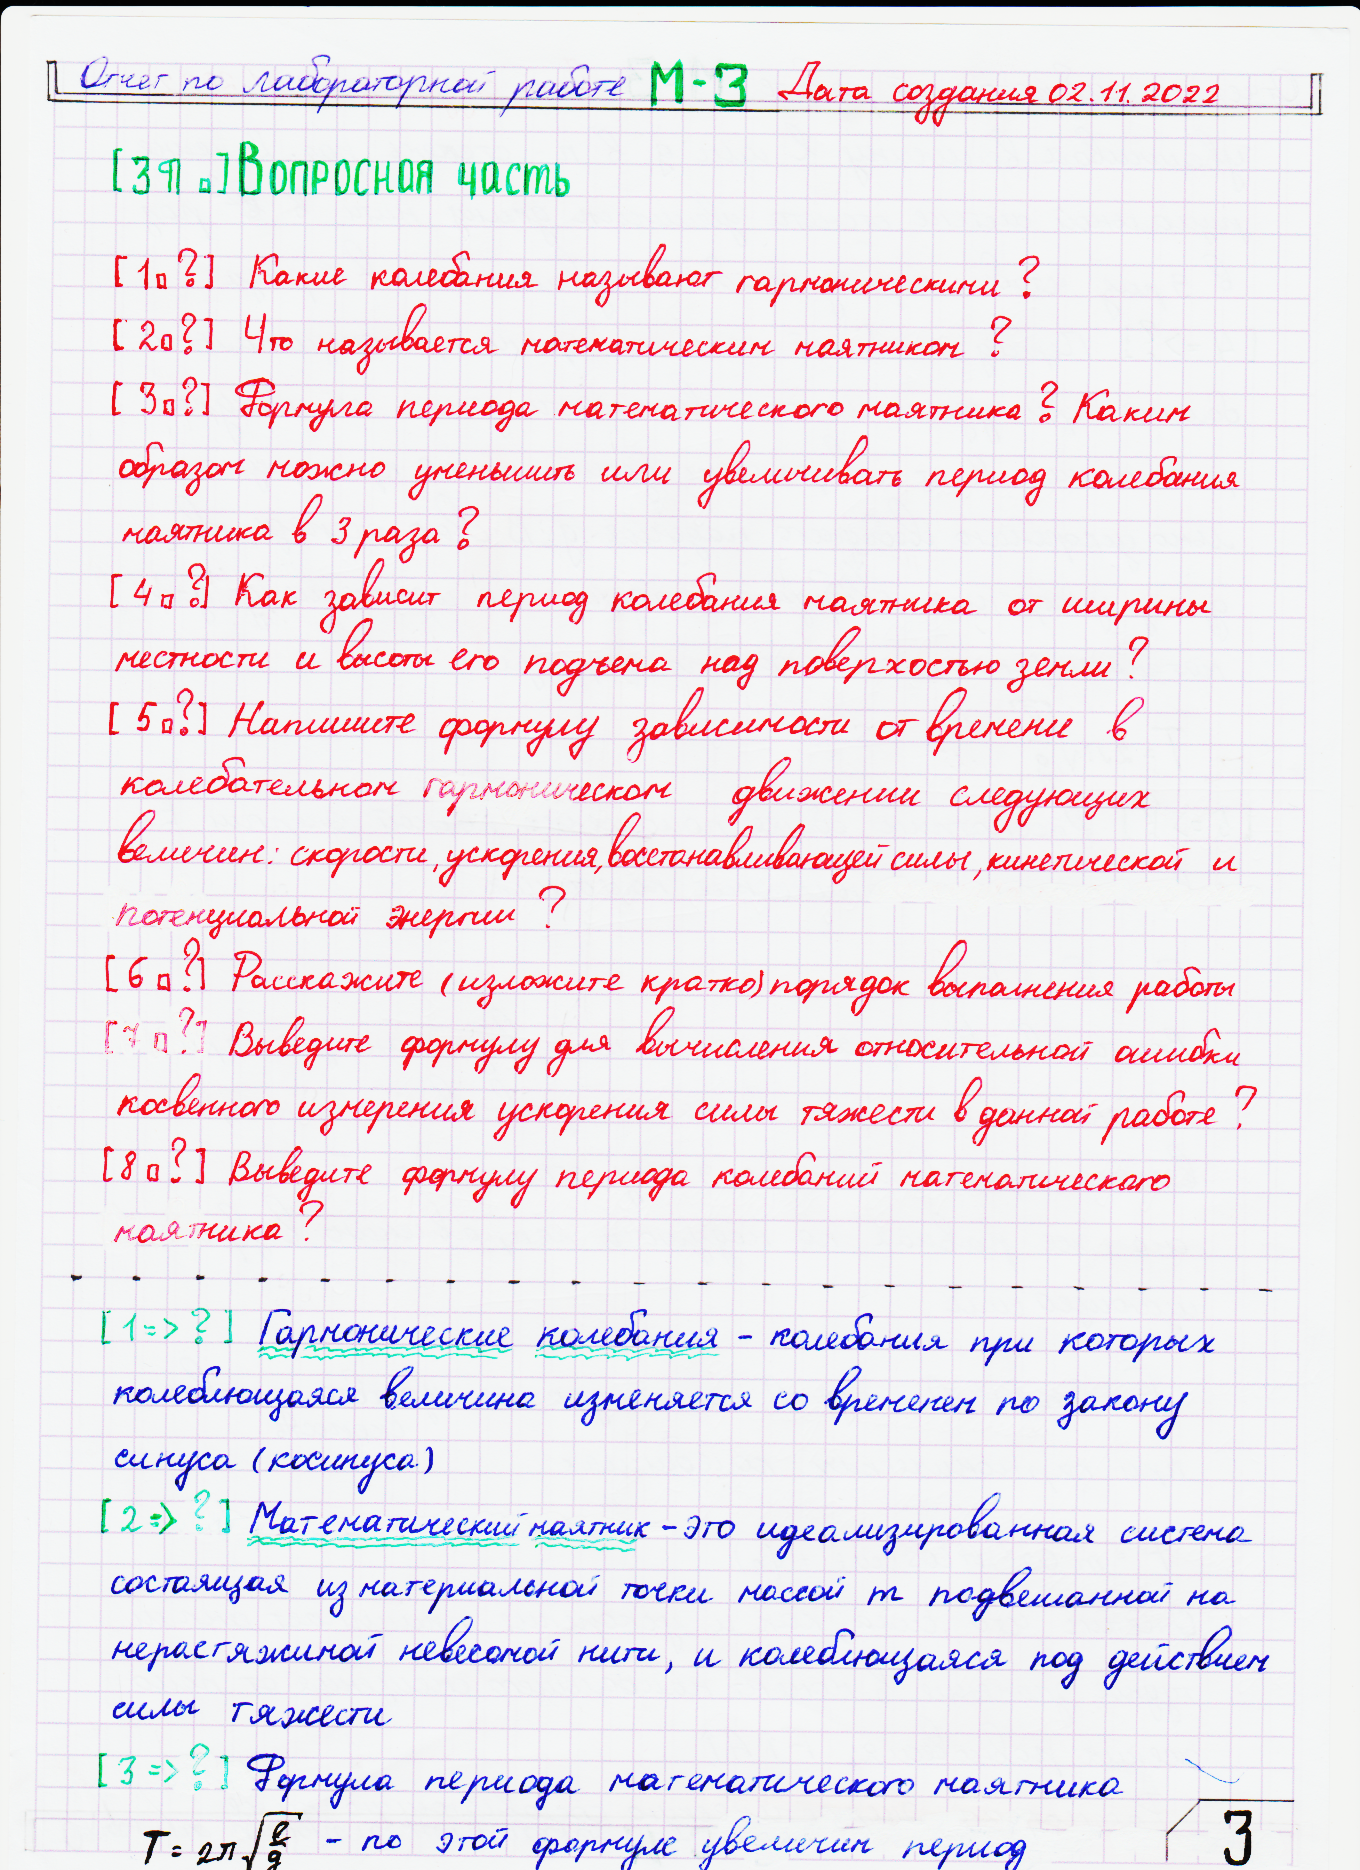 Отчет по лабораторной работе М-3 Дата создания 02.11.2022
[3¶.] Вопросная часть
[1.?] Какие колебания называют гармоническими?
[2.?] Что называется математическим маятником?
[3.?] Формула периода математического маятника? Каким
образом можно уменьшить или увеличивать период колебания
маятника в 3 раза?
[4.?] Как зависит период колебания маятника от ширины
местности и высоты его подъема над поверхостью земли?
[5.?] Напишите формулу зависимости от времени в
колебательном гармоническом движении следующих
величин: скорости, ускорения, восстанавливающей силы, кинетической и
потенциальной энергии?
[6.?] Расскажите (изложите кратко) порядок выполнения работы
[7.?] Выведите формулу для вычисления относительной ошибки
косвенного измерения ускорения силы тяжести в данной работе?
[8.?] Выведите формулу периода колебаний математического
маятника?
[1=>?] Гармонические колебания - колебания при которых
колеблющаяся величина изменяется со временем по закону
синуса (косинуса)
[2=>?] Математический маятник - это идеализированная система
состаящая из материальной точки массой m подвешанной на
нерастяжимой невесомой нити, и колеблющаяся под действием
силы тяжести
[3=>?] Формула периода математического маятника
T=2π√(l/g) - по этой формуле увеличим период
3